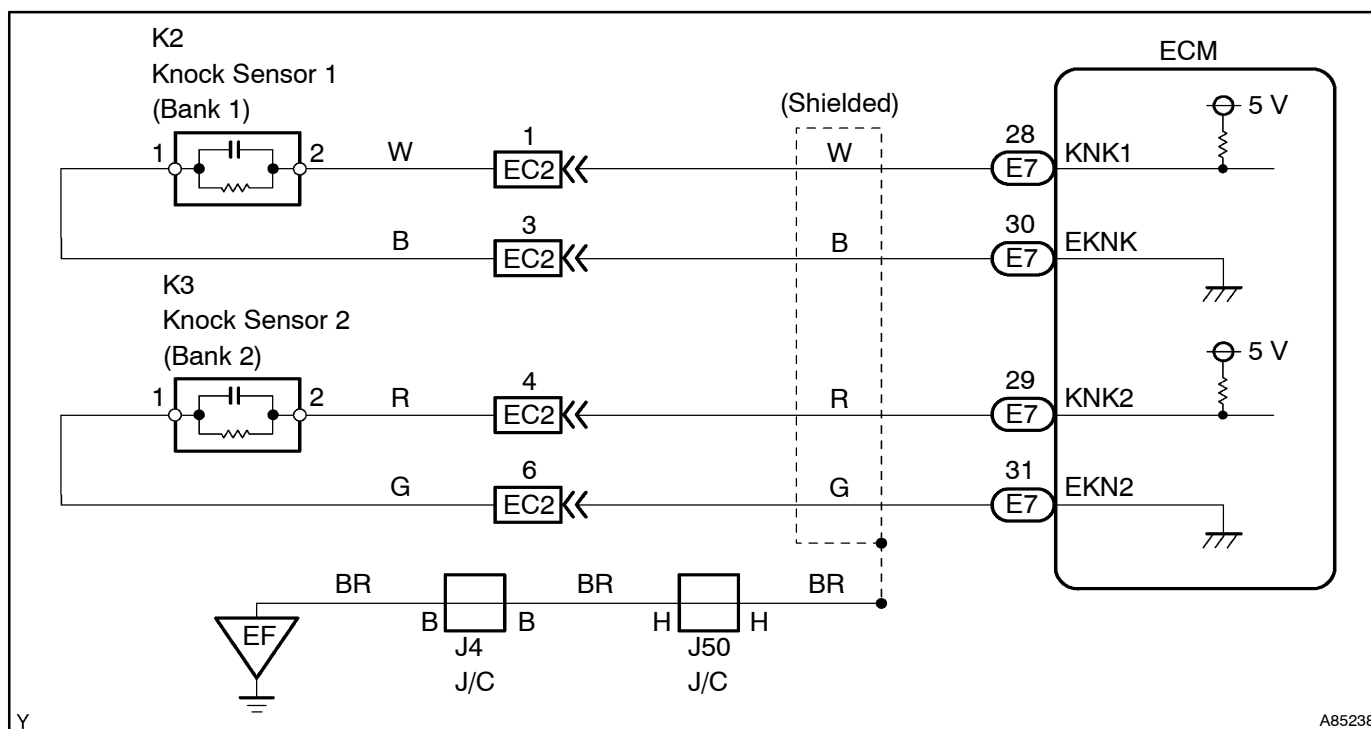 K2
Knock Sensor 1
(Bank 1)
ECM
(Shielded)
5 V
1
2
W
1
EC2
W
28
E7
KNK1
B
3
EC2
B
30
E7
EKNK
K3
Knock Sensor 2
(Bank 2)
5 V
1
2
R
4
EC2
R
29
E7
KNK2
G
6
EC2
G
31
E7
EKN2
BR
BR
BR
EF
B
B
H
H
J4
J/C
J50
J/C
Y
A85238